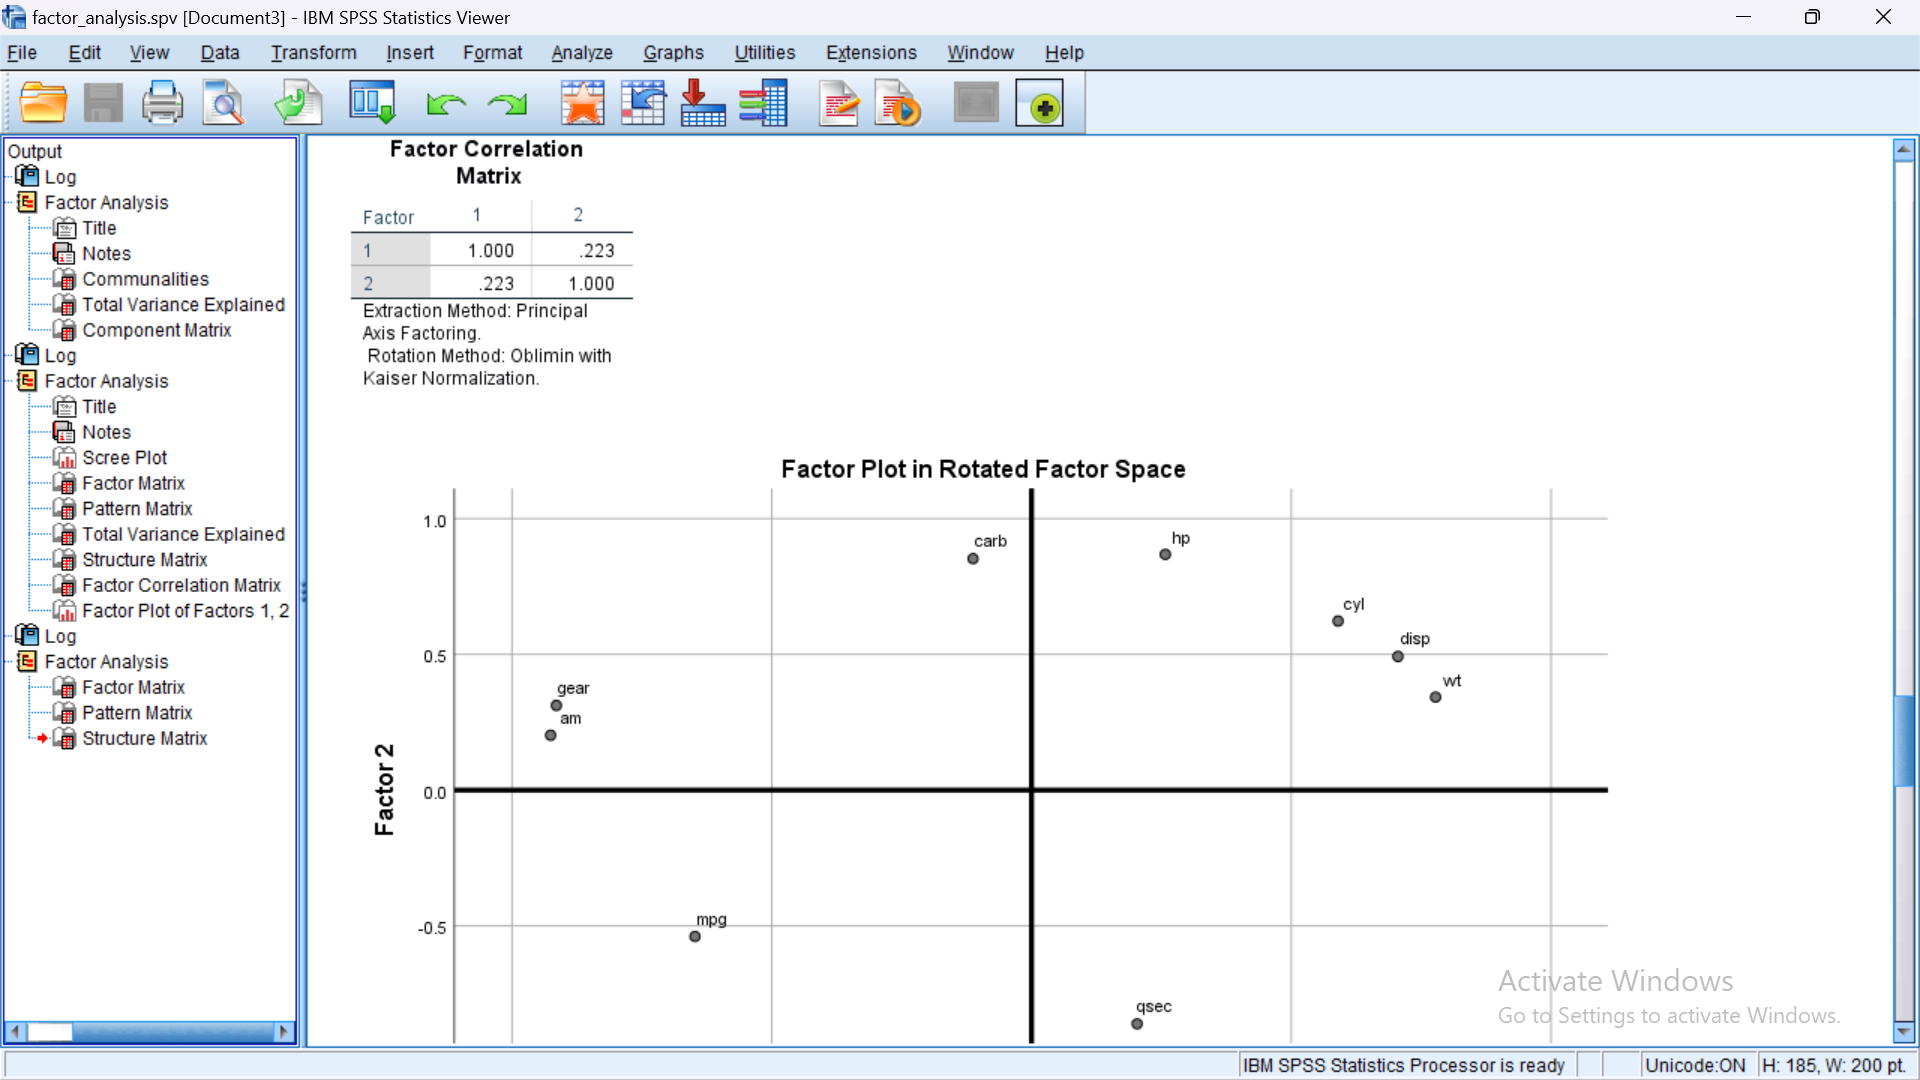 factor_analysis.spv [Document3] - IBM SPSS Statistics Viewer
File Edit View Data Transform Insert Format Analyze Graphs Utilities Extensions Window Help
Output
Log
Factor Analysis
Title
Notes
Communalities
Total Variance Explained
Component Matrix
Log
Factor Analysis
Title
Notes
Scree Plot
Factor Matrix
Pattern Matrix
Total Variance Explained
Structure Matrix
Factor Correlation Matrix
Factor Plot of Factors 1, 2
Log
Factor Analysis
Factor Matrix
Pattern Matrix
Structure Matrix
Factor Correlation
Matrix
Factor 1 2
1 1.000 .223
2 .223 1.000
Extraction Method: Principal
Axis Factoring.
Rotation Method: Oblimin with
Kaiser Normalization.
Factor Plot in Rotated Factor Space
1.0
carb
hp
cyl
disp
0.5
wt
gear
am
Factor 2
0.0
mpg
-0.5
qsec
Activate Windows
Go to Settings to activate Windows.
IBM SPSS Statistics Processor is ready Unicode:ON H: 185, W: 200 pt.